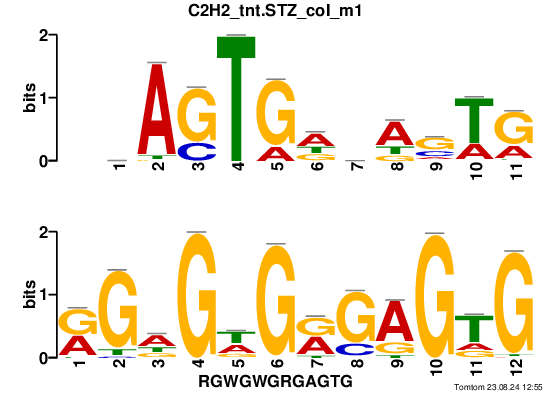 C2H2_tnt.STZ_col_m1
2
bits
1
0
1 2 3 4 5 6 7 8 9 10 11
2
bits
1
0
1 2 3 4 5 6 7 8 9 10 11 12
RGWGWGRGAGTG
Tomtom 23.08.24 12:55